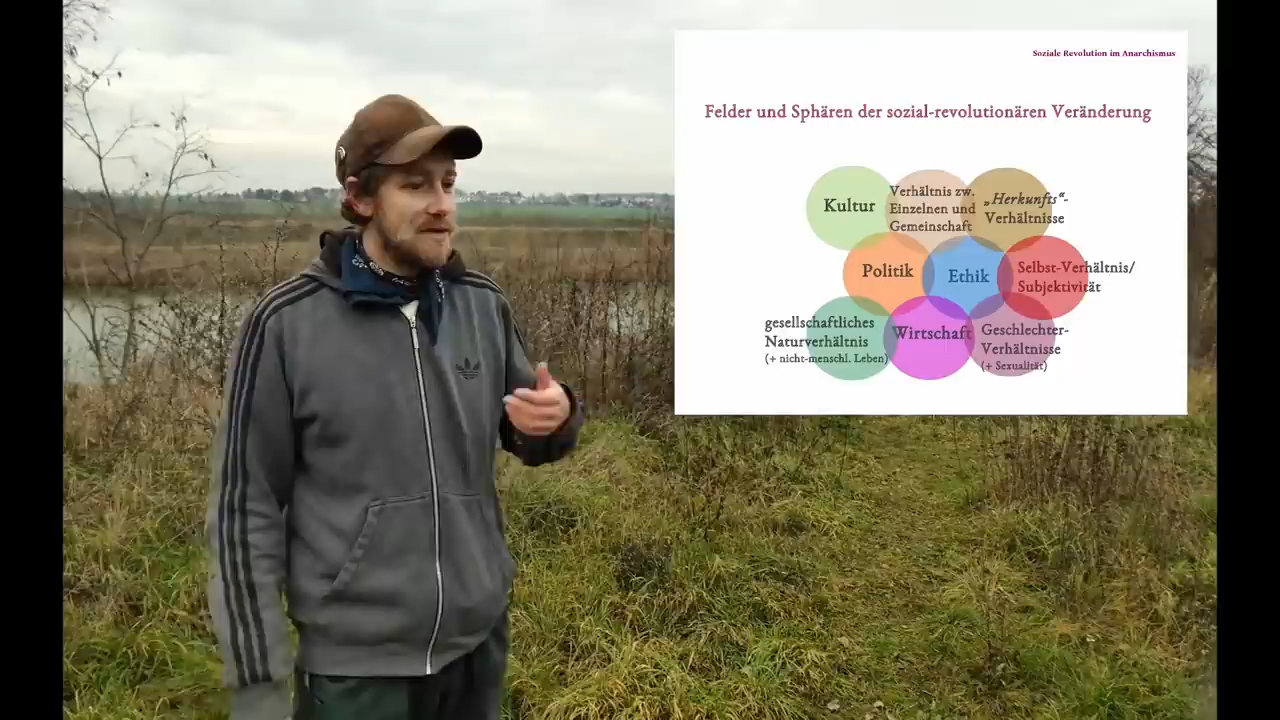 Soziale Revolution im Anarchismus
Felder und Sphären der sozial-revolutionären Veränderung
Kultur
Verhältnis zw.
Einzelnen und
Gemeinschaft
„Herkunfts“-
Verhältnisse
Politik
Ethik
Selbst-Verhältnis/
Subjektivität
gesellschaftliches
Naturverhältnis
(+ nicht-menschl. Leben)
Wirtschaft
Geschlechter-
Verhältnisse
(+ Sexualität)